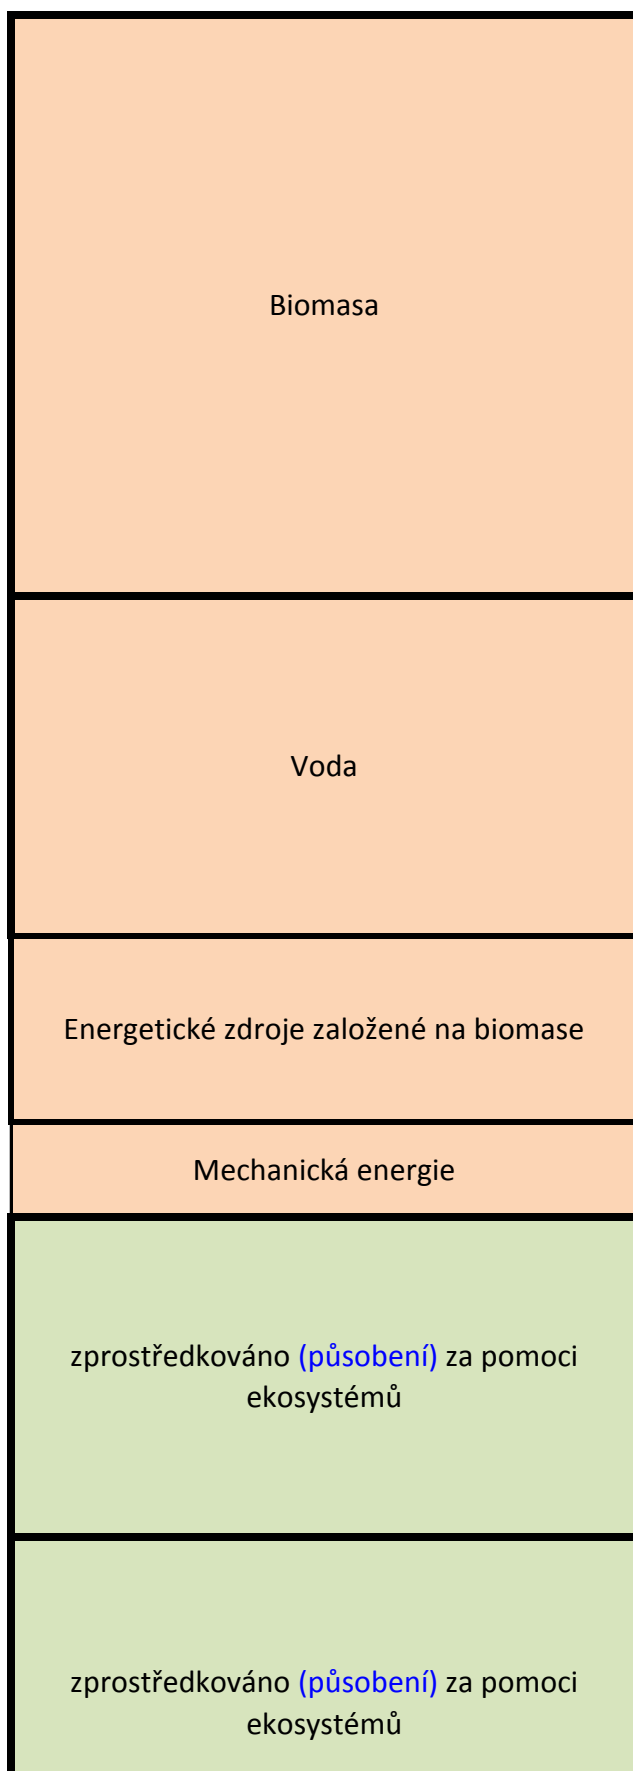 Biomasa
Voda
Energetické zdroje založené na biomase
Mechanická energie
zprostředkováno (působení) za pomoci
ekosystémů
zprostředkováno (působení) za pomoci
ekosystémů